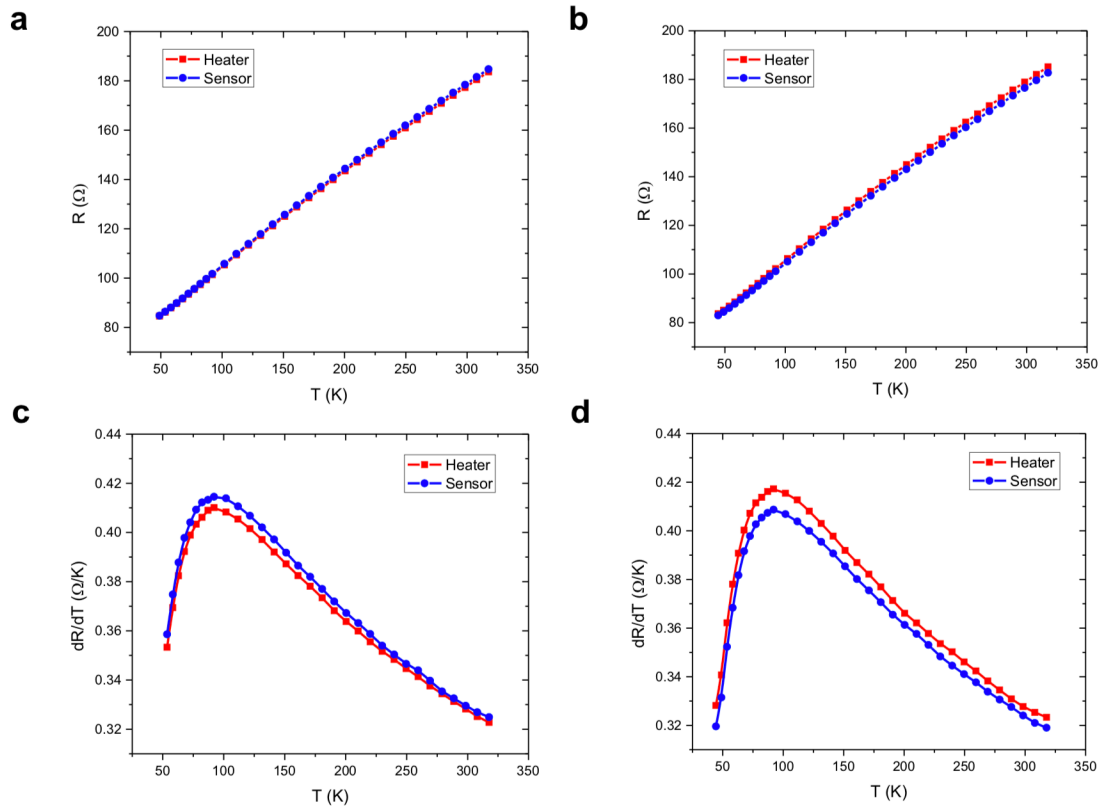 a
200
180
160
140
120
100
80
R (Ω)
50 100 150 200 250 300 350
T (K)
Heater
Sensor
b
200
180
160
140
120
100
80
R (Ω)
50 100 150 200 250 300 350
T (K)
Heater
Sensor
c
0.44
0.42
0.40
0.38
0.36
0.34
0.32
dR/dT (Ω/K)
50 100 150 200 250 300 350
T (K)
Heater
Sensor
d
0.44
0.42
0.40
0.38
0.36
0.34
0.32
dR/dT (Ω/K)
50 100 150 200 250 300 350
T (K)
Heater
Sensor